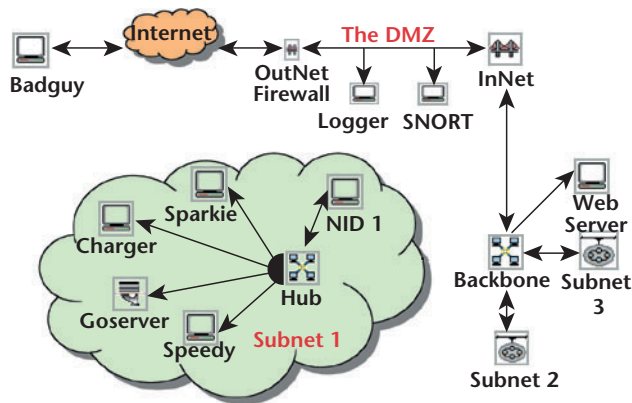 Internet
The DMZ
Badguy
OutNet
Firewall
InNet
Logger
SNORT
Sparkie
NID 1
Web
Server
Charger
Hub
Backbone
Subnet
3
Goserver
Speedy
Subnet 1
Subnet 2